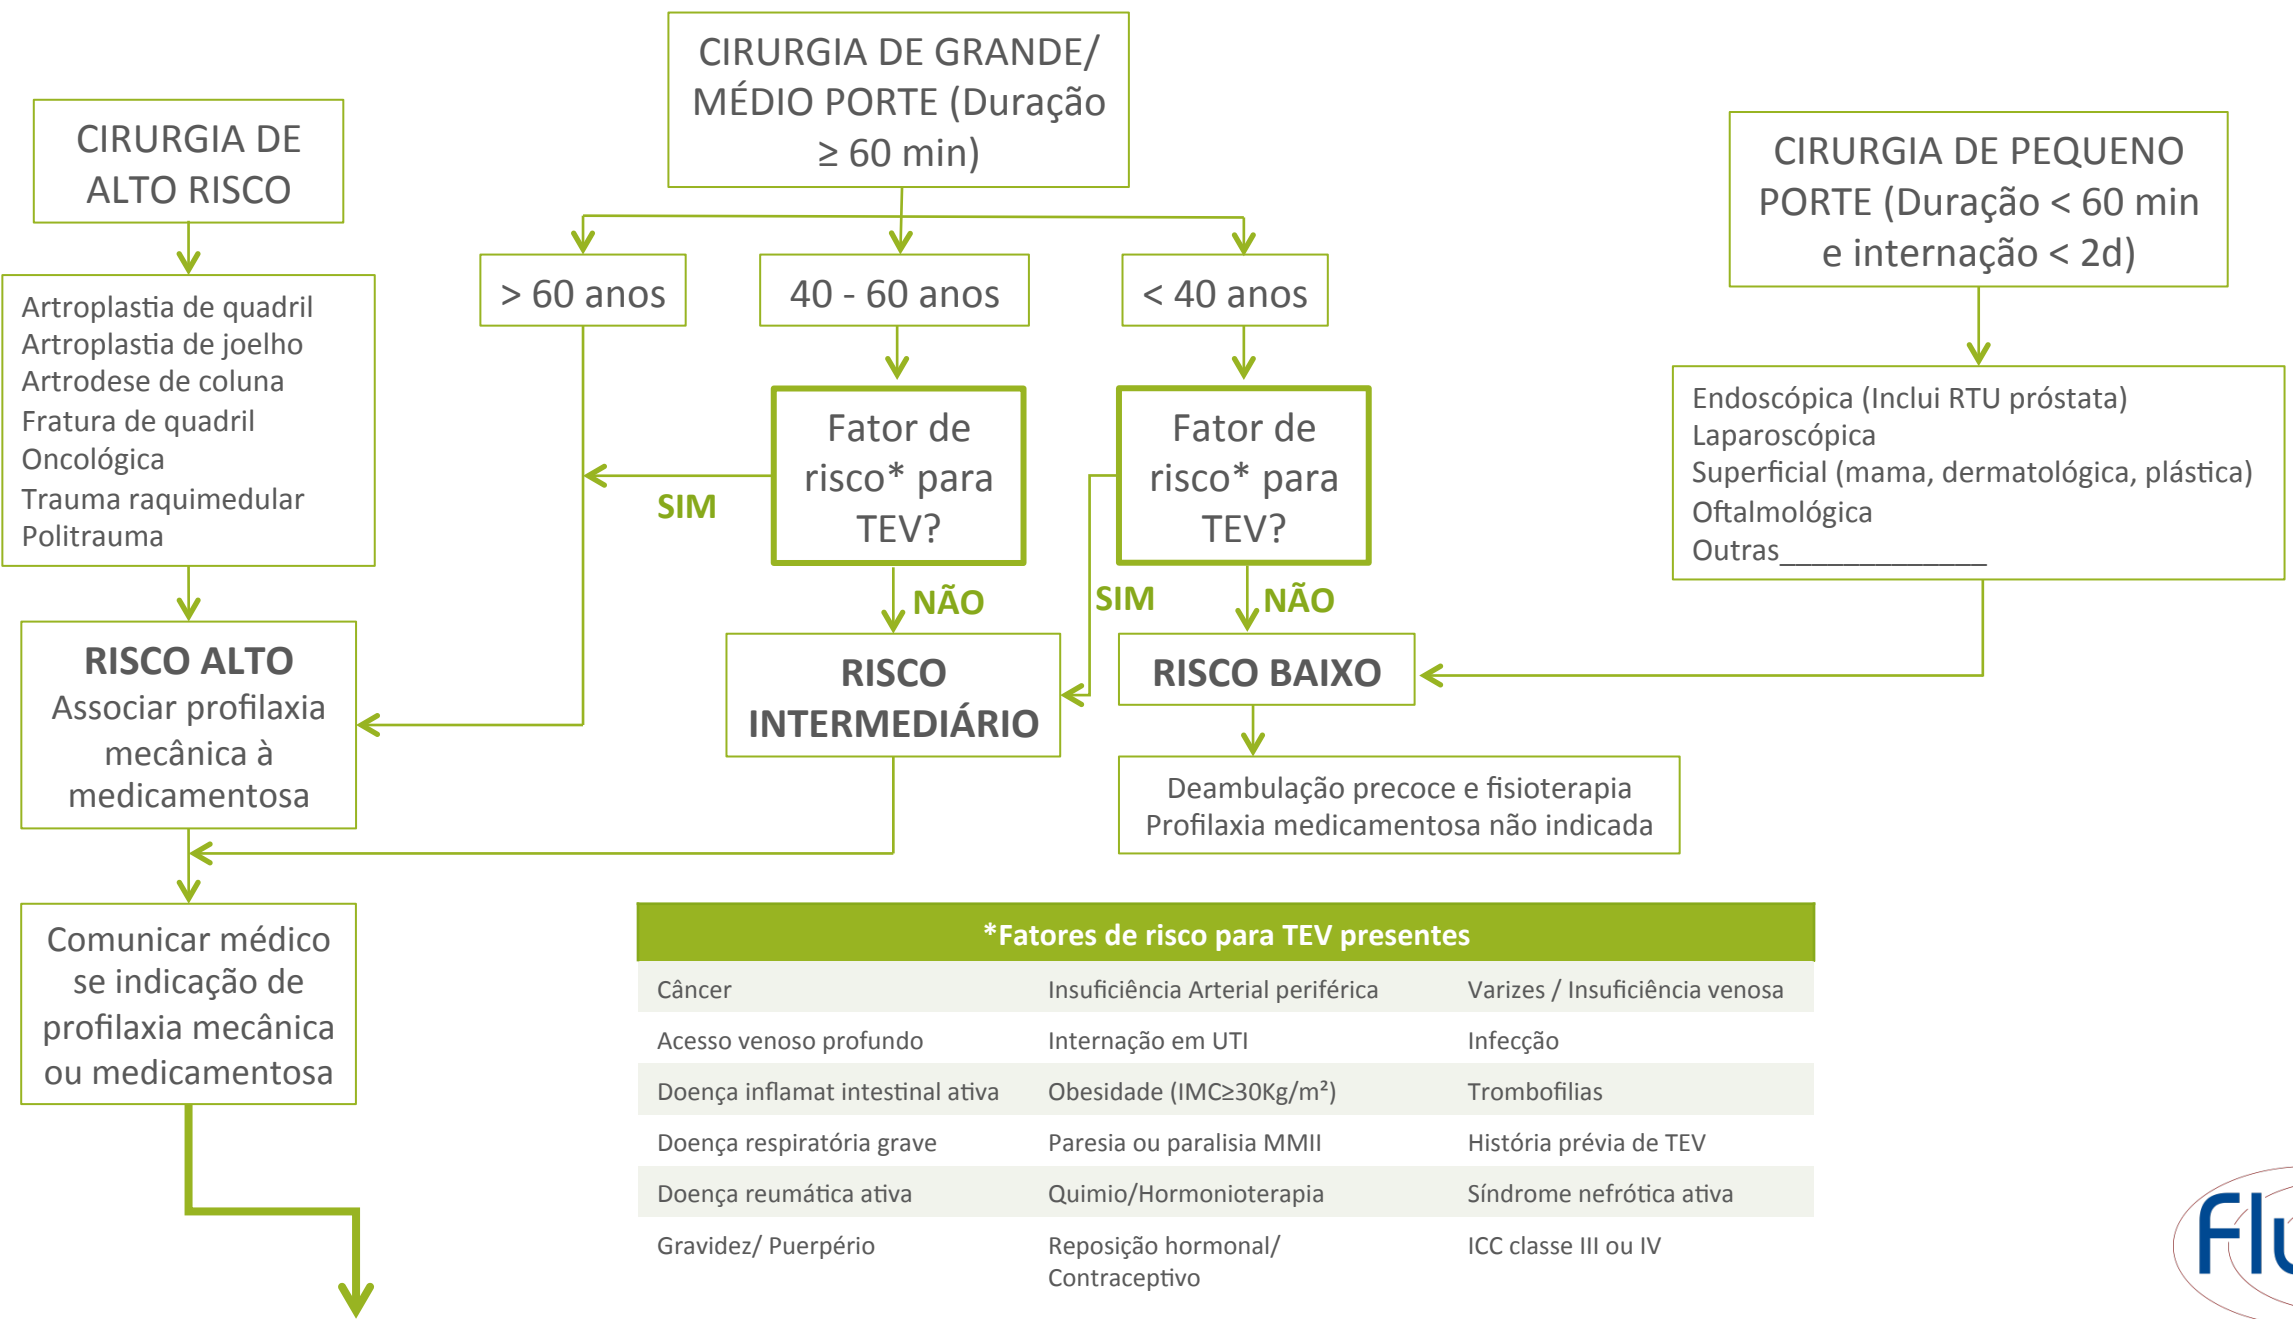 CIRURGIA DE
ALTO RISCO
Artroplastia de quadril
Artroplastia de joelho
Artrodese de coluna
Fratura de quadril
Oncológica
Trauma raquimedular
Politrauma
RISCO ALTO
Associar profilaxia
mecânica à
medicamentosa
Comunicar médico
se indicação de
profilaxia mecânica
ou medicamentosa
CIRURGIA DE GRANDE/
MÉDIO PORTE (Duração
≥ 60 min)
> 60 anos
40 - 60 anos
< 40 anos
Fator de
risco* para
TEV?
SIM
NÃO
Fator de
risco* para
TEV?
SIM
NÃO
RISCO
INTERMEDIÁRIO
RISCO BAIXO
Deambulação precoce e fisioterapia
Profilaxia medicamentosa não indicada
CIRURGIA DE PEQUENO
PORTE (Duração < 60 min
e internação < 2d)
Endoscópica (Inclui RTU próstata)
Laparoscópica
Superficial (mama, dermatológica, plástica)
Oftalmológica
Outras_____________
*Fatores de risco para TEV presentes
Câncer Insuficiência Arterial periférica Varizes / Insuficiência venosa
Acesso venoso profundo Internação em UTI Infecção
Doença inflamat intestinal ativa Obesidade (IMC≥30Kg/m²) Trombofilias
Doença respiratória grave Paresia ou paralisia MMII História prévia de TEV
Doença reumática ativa Quimio/Hormonioterapia Síndrome nefrótica ativa
Gravidez/ Puerpério Reposição hormonal/ ICC classe III ou IV
Contraceptivo